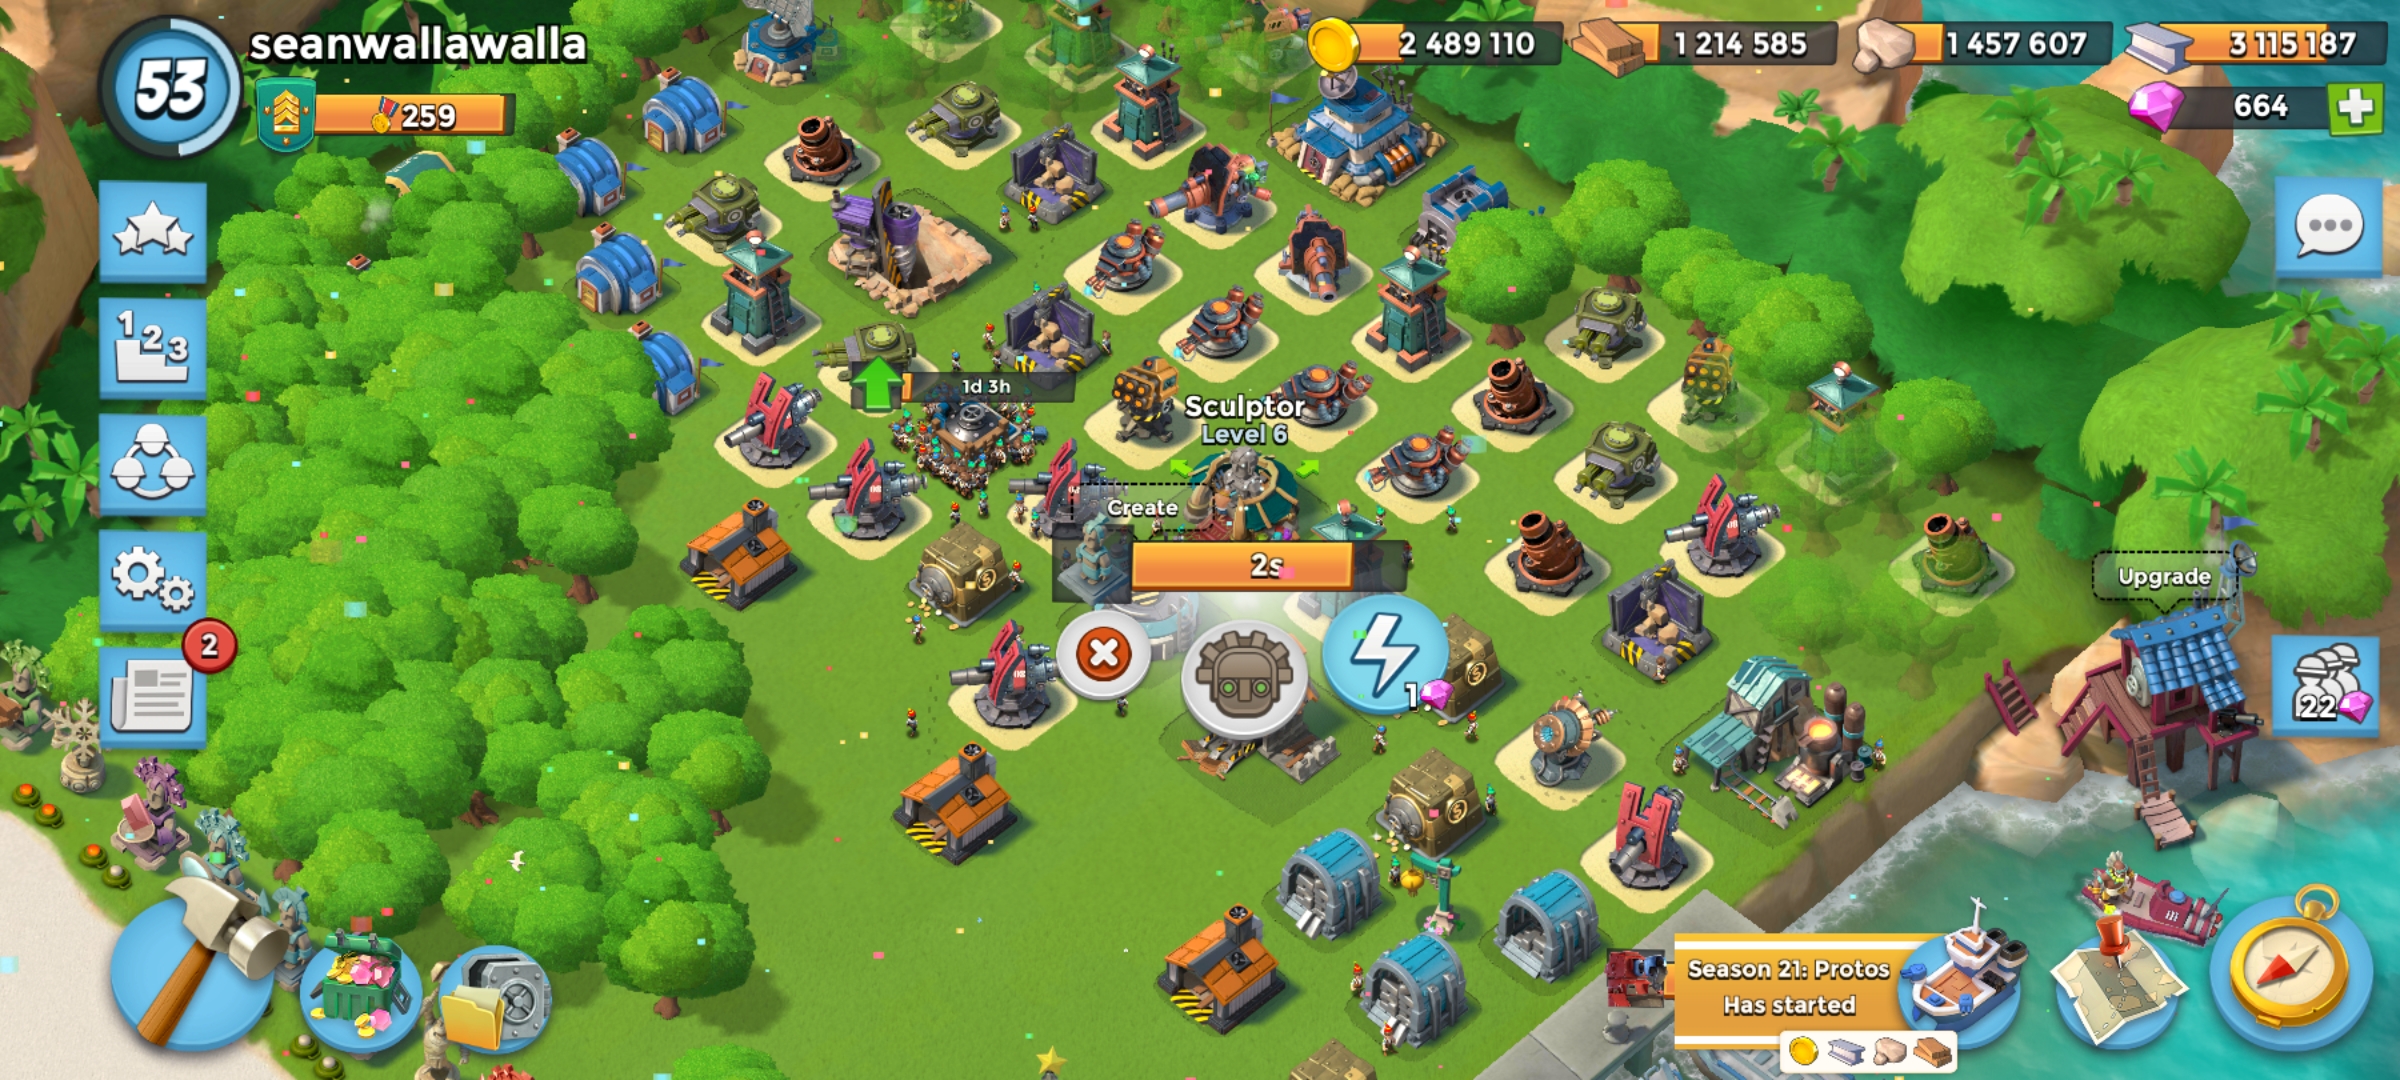 53
seanwallawalla
259
2 489 110
1 214 585
1 457 607
3 115 187
664
123
1d 3h
Sculptor
Level 6
Create
2s
1
Upgrade
2
22
Season 21: Protos
Has started